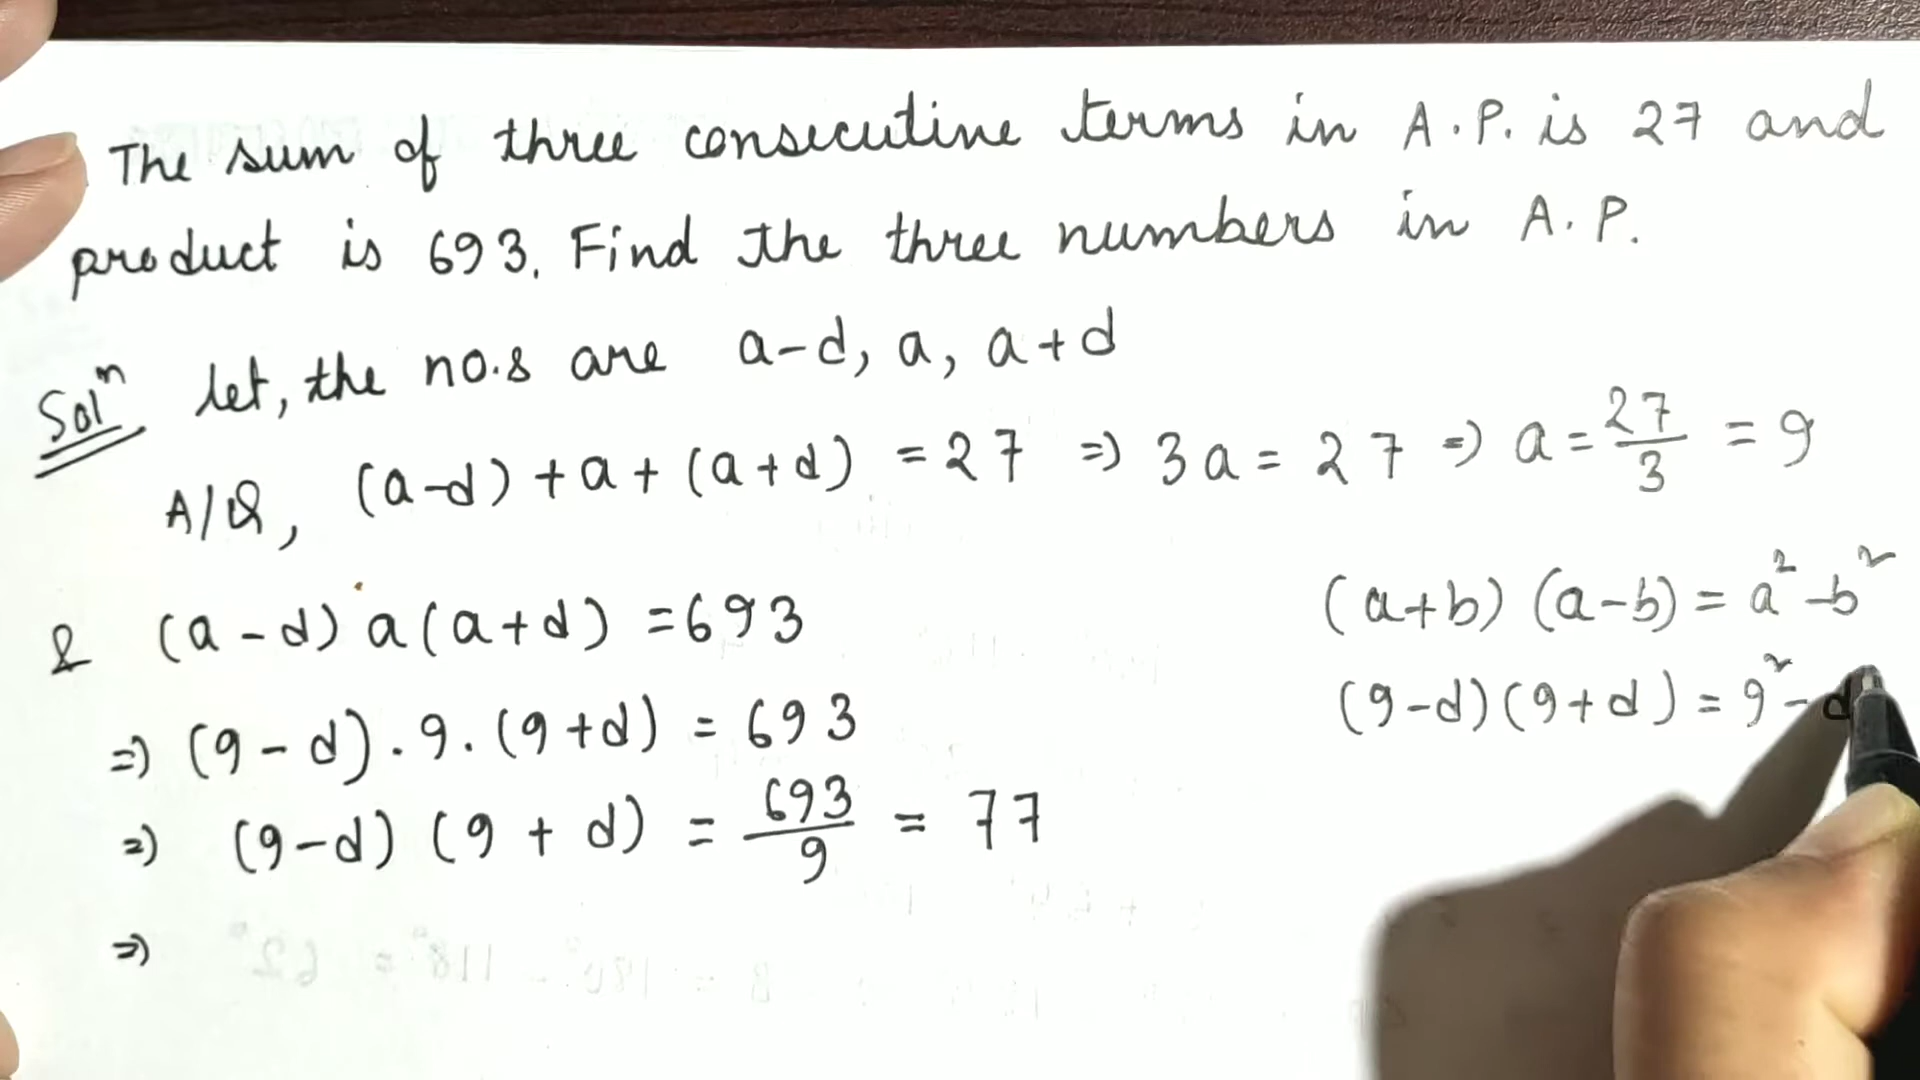 The sum of three consecutive terms in A.P. is 27 and
product is 693. Find the three numbers in A.P.
Solⁿ let, the no.s are a-d, a, a+d
A/Q, (a-d) + a + (a+d) = 27 => 3a = 27 => a = 27/3 = 9
& (a-d) a (a+d) = 693
=> (9-d) . 9 . (9+d) = 693
=> (9-d) (9+d) = 693/9 = 77
=>
(a+b) (a-b) = a² - b²
(9-d) (9+d) = 9² - d